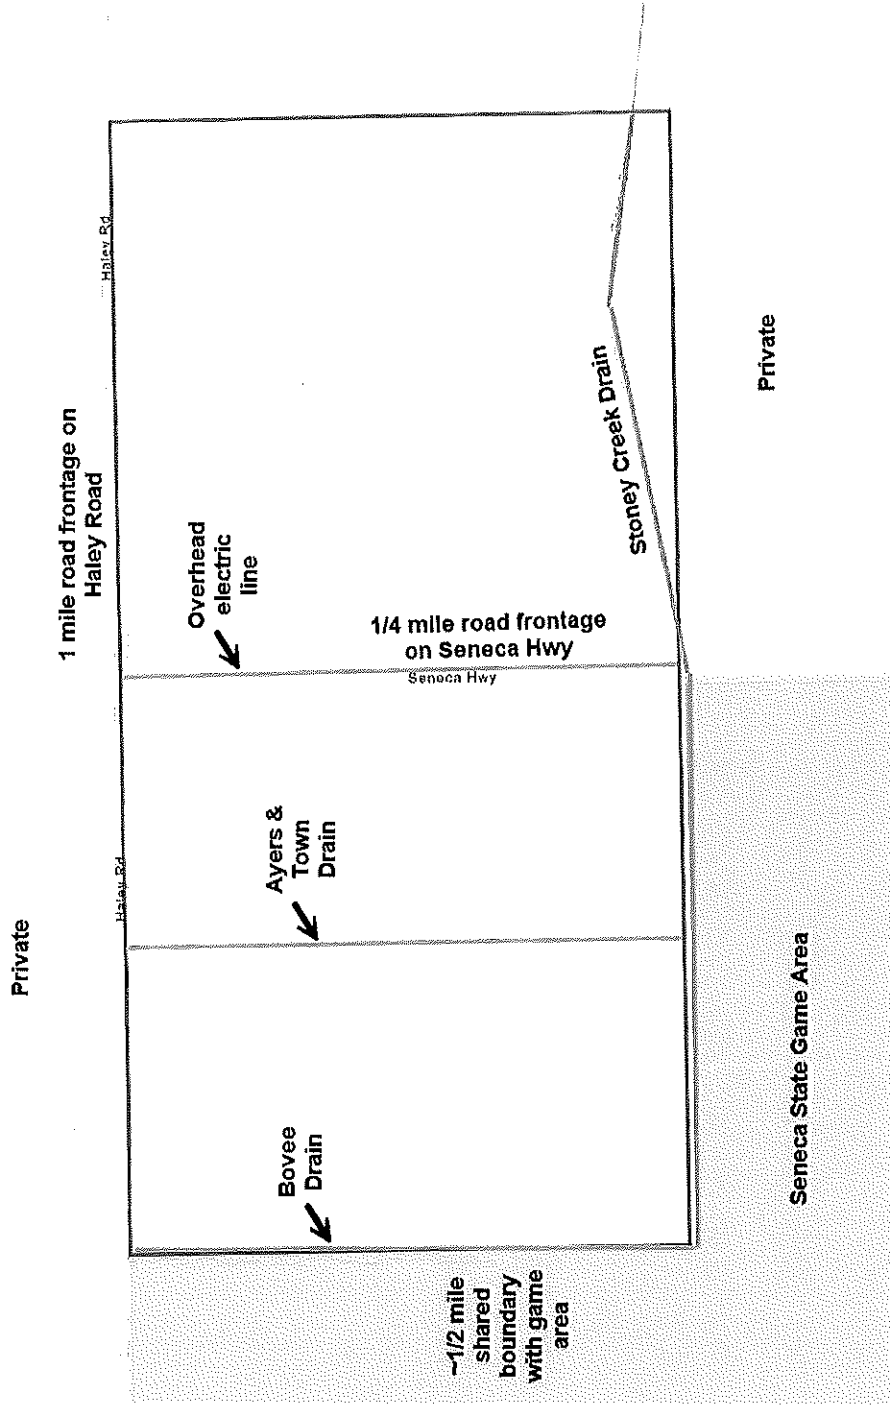 Private
1 mile road frontage on
Haley Road
Haley Rd
Haley Rd
Overhead
electric
line
1/4 mile road frontage
on Seneca Hwy
Seneca Hwy
Stoney Creek Drain
Private
Ayers &
Town
Drain
Bovee
Drain
~1/2 mile
shared
boundary
with game
area
Seneca State Game Area